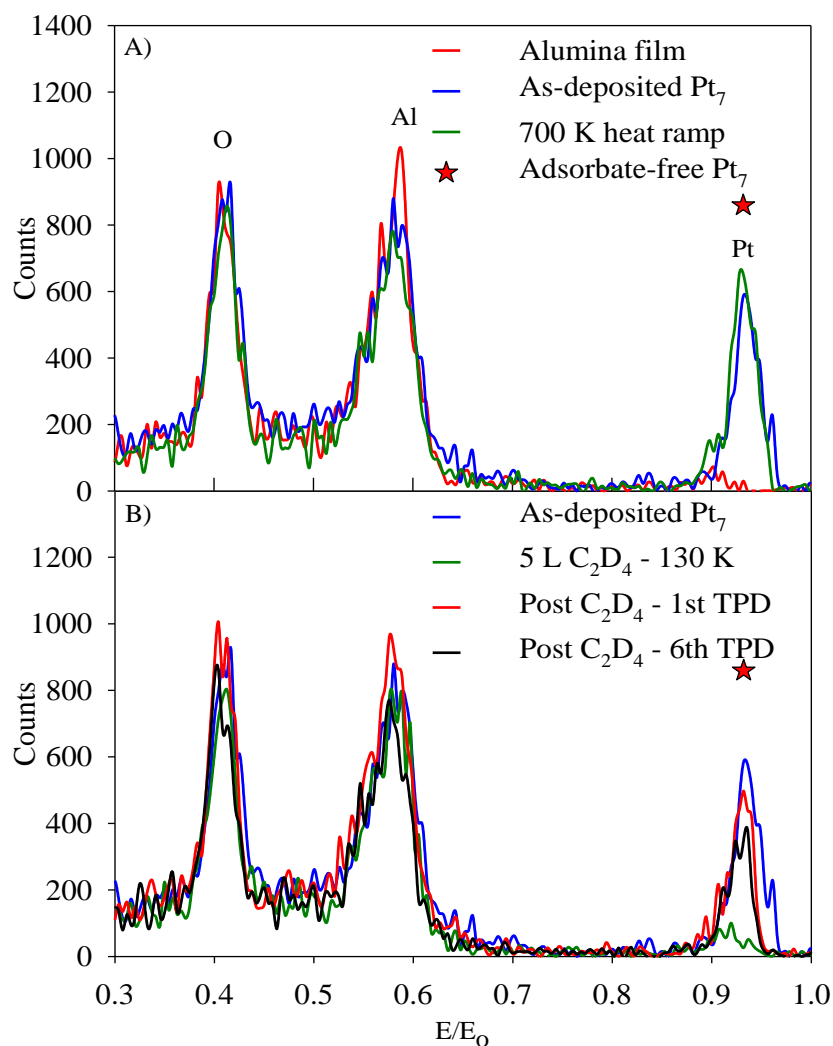 1400
A)
Alumina film
1200
As-deposited Pt₇
Al
O
700 K heat ramp
1000
Adsorbate-free Pt₇
800
Counts
Pt
600
400
200
0
B)
As-deposited Pt₇
1200
5 L C₂D₄ - 130 K
Post C₂D₄ - 1st TPD
1000
Post C₂D₄ - 6th TPD
800
Counts
600
400
200
0
0.3 0.4 0.5 0.6 0.7 0.8 0.9 1.0
E/E₀